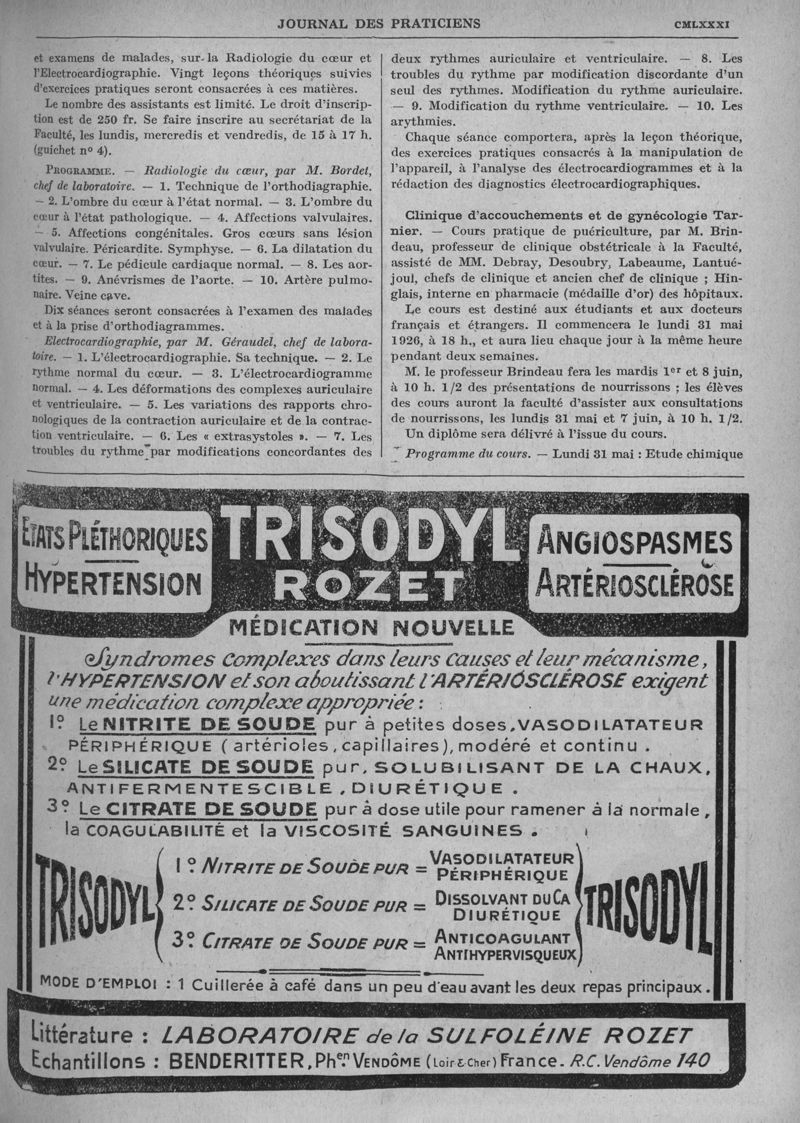 JOURNAL DES PRATICIENS
CMLXXXI
et examens de malades, sur la Radiologie du cœur et
l'Electrocardiographie. Vingt leçons théoriques suivies
d'exercices pratiques seront consacrées à ces matières.
Le nombre des assistants est limité. Le droit d'inscrip-
tion est de 250 fr. Se faire inscrire au secrétariat de la
Faculté, les lundis, mercredis et vendredis, de 15 à 17 h.
(guichet nº 4).
PROGRAMME. — Radiologie du cœur, par M. Bordet,
chef de laboratoire. — 1. Technique de l'orthodiagraphie.
— 2. L'ombre du cœur à l'état normal. — 3. L'ombre du
cœur à l'état pathologique. — 4. Affections valvulaires.
— 5. Affections congénitales. Gros cœurs sans lésion
valvulaire. Péricardite. Symphyse. — 6. La dilatation du
cœur. — 7. Le pédicule cardiaque normal. — 8. Les aor-
tites. — 9. Anévrismes de l'aorte. — 10. Artère pulmo-
naire. Veine cave.
Dix séances seront consacrées à l'examen des malades
et à la prise d'orthodiagrammes.
Electrocardiographie, par M. Géraudel, chef de labora-
toire. — 1. L'électrocardiographie. Sa technique. — 2. Le
rythme normal du cœur. — 3. L'électrocardiogramme
normal. — 4. Les déformations des complexes auriculaire
et ventriculaire. — 5. Les variations des rapports chro-
nologiques de la contraction auriculaire et de la contrac-
tion ventriculaire. — 6. Les « extrasystoles ». — 7. Les
troubles du rythme par modifications concordantes des
deux rythmes auriculaire et ventriculaire. — 8. Les
troubles du rythme par modification discordante d'un
seul des rythmes. Modification du rythme auriculaire.
— 9. Modification du rythme ventriculaire. — 10. Les
arythmies.
Chaque séance comportera, après la leçon théorique,
des exercices pratiques consacrés à la manipulation de
l'appareil, à l'analyse des électrocardiogrammes et à la
rédaction des diagnostics électrocardiographiques.
Clinique d'accouchements et de gynécologie Tar-
nier. — Cours pratique de puériculture, par M. Brin-
deau, professeur de clinique obstétricale à la Faculté,
assisté de MM. Debray, Desoubry, Labeaume, Lantué-
joul, chefs de clinique et ancien chef de clinique ; Hin-
glais, interne en pharmacie (médaille d'or) des hôpitaux.
Le cours est destiné aux étudiants et aux docteurs
français et étrangers. Il commencera le lundi 31 mai
1926, à 18 h., et aura lieu chaque jour à la même heure
pendant deux semaines.
M. le professeur Brindeau fera les mardis 1er et 8 juin,
à 10 h. 1/2 des présentations de nourrissons ; les élèves
des cours auront la faculté d'assister aux consultations
de nourrissons, les lundis 31 mai et 7 juin, à 10 h. 1/2.
Un diplôme sera délivré à l'issue du cours.
Programme du cours. — Lundi 31 mai : Etude chimique
ETATS PLÉTHORIQUES
HYPERTENSION
TRISODYL
ROZET
ANGIOSPASMES
ARTÉRIOSCLÉROSE
MÉDICATION NOUVELLE
Syndromes complexes dans leurs causes et leur mécanisme,
l'HYPERTENSION et son aboutissant l'ARTÉRIOSCLÉROSE exigent
une médication complexe appropriée :
1º Le NITRITE DE SOUDE pur à petites doses, VASODILATATEUR
PÉRIPHÉRIQUE (artérioles, capillaires), modéré et continu.
2º Le SILICATE DE SOUDE pur, SOLUBILISANT DE LA CHAUX,
ANTIFERMENTESCIBLE, DIURÉTIQUE.
3º Le CITRATE DE SOUDE pur à dose utile pour ramener à la normale,
la COAGULABILITÉ et la VISCOSITÉ SANGUINES.
TRISODYL
1º NITRITE DE SOUDE PUR = VASODILATATEUR PÉRIPHÉRIQUE
2º SILICATE DE SOUDE PUR = DISSOLVANT DU CA DIURÉTIQUE
3º CITRATE DE SOUDE PUR = ANTICOAGULANT ANTIHYPERVISQUEUX
TRISODYL
MODE D'EMPLOI : 1 Cuillerée à café dans un peu d'eau avant les deux repas principaux.
Littérature : LABORATOIRE de la SULFOLÉINE ROZET
Echantillons : BENDERITTER, Phen. VENDÔME (Loir & Cher) France. R.C. Vendôme 140